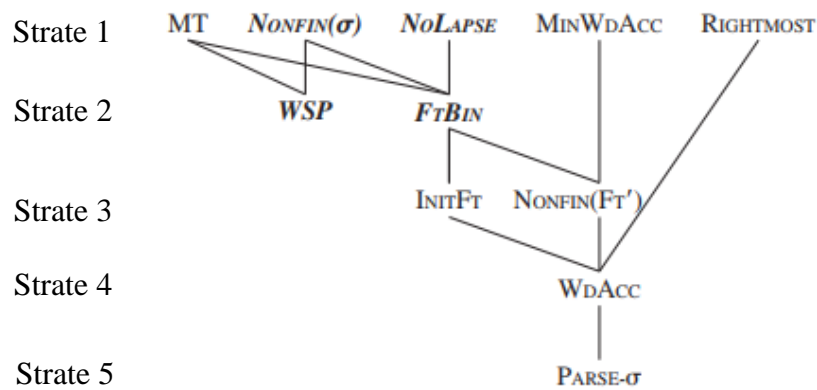 Strate 1 MT NONFIN(σ) NOLAPSE MINWDACC RIGHTMOST
Strate 2 WSP FTBIN
Strate 3 INITFT NONFIN(FT′)
Strate 4 WDACC
Strate 5 PARSE-σ